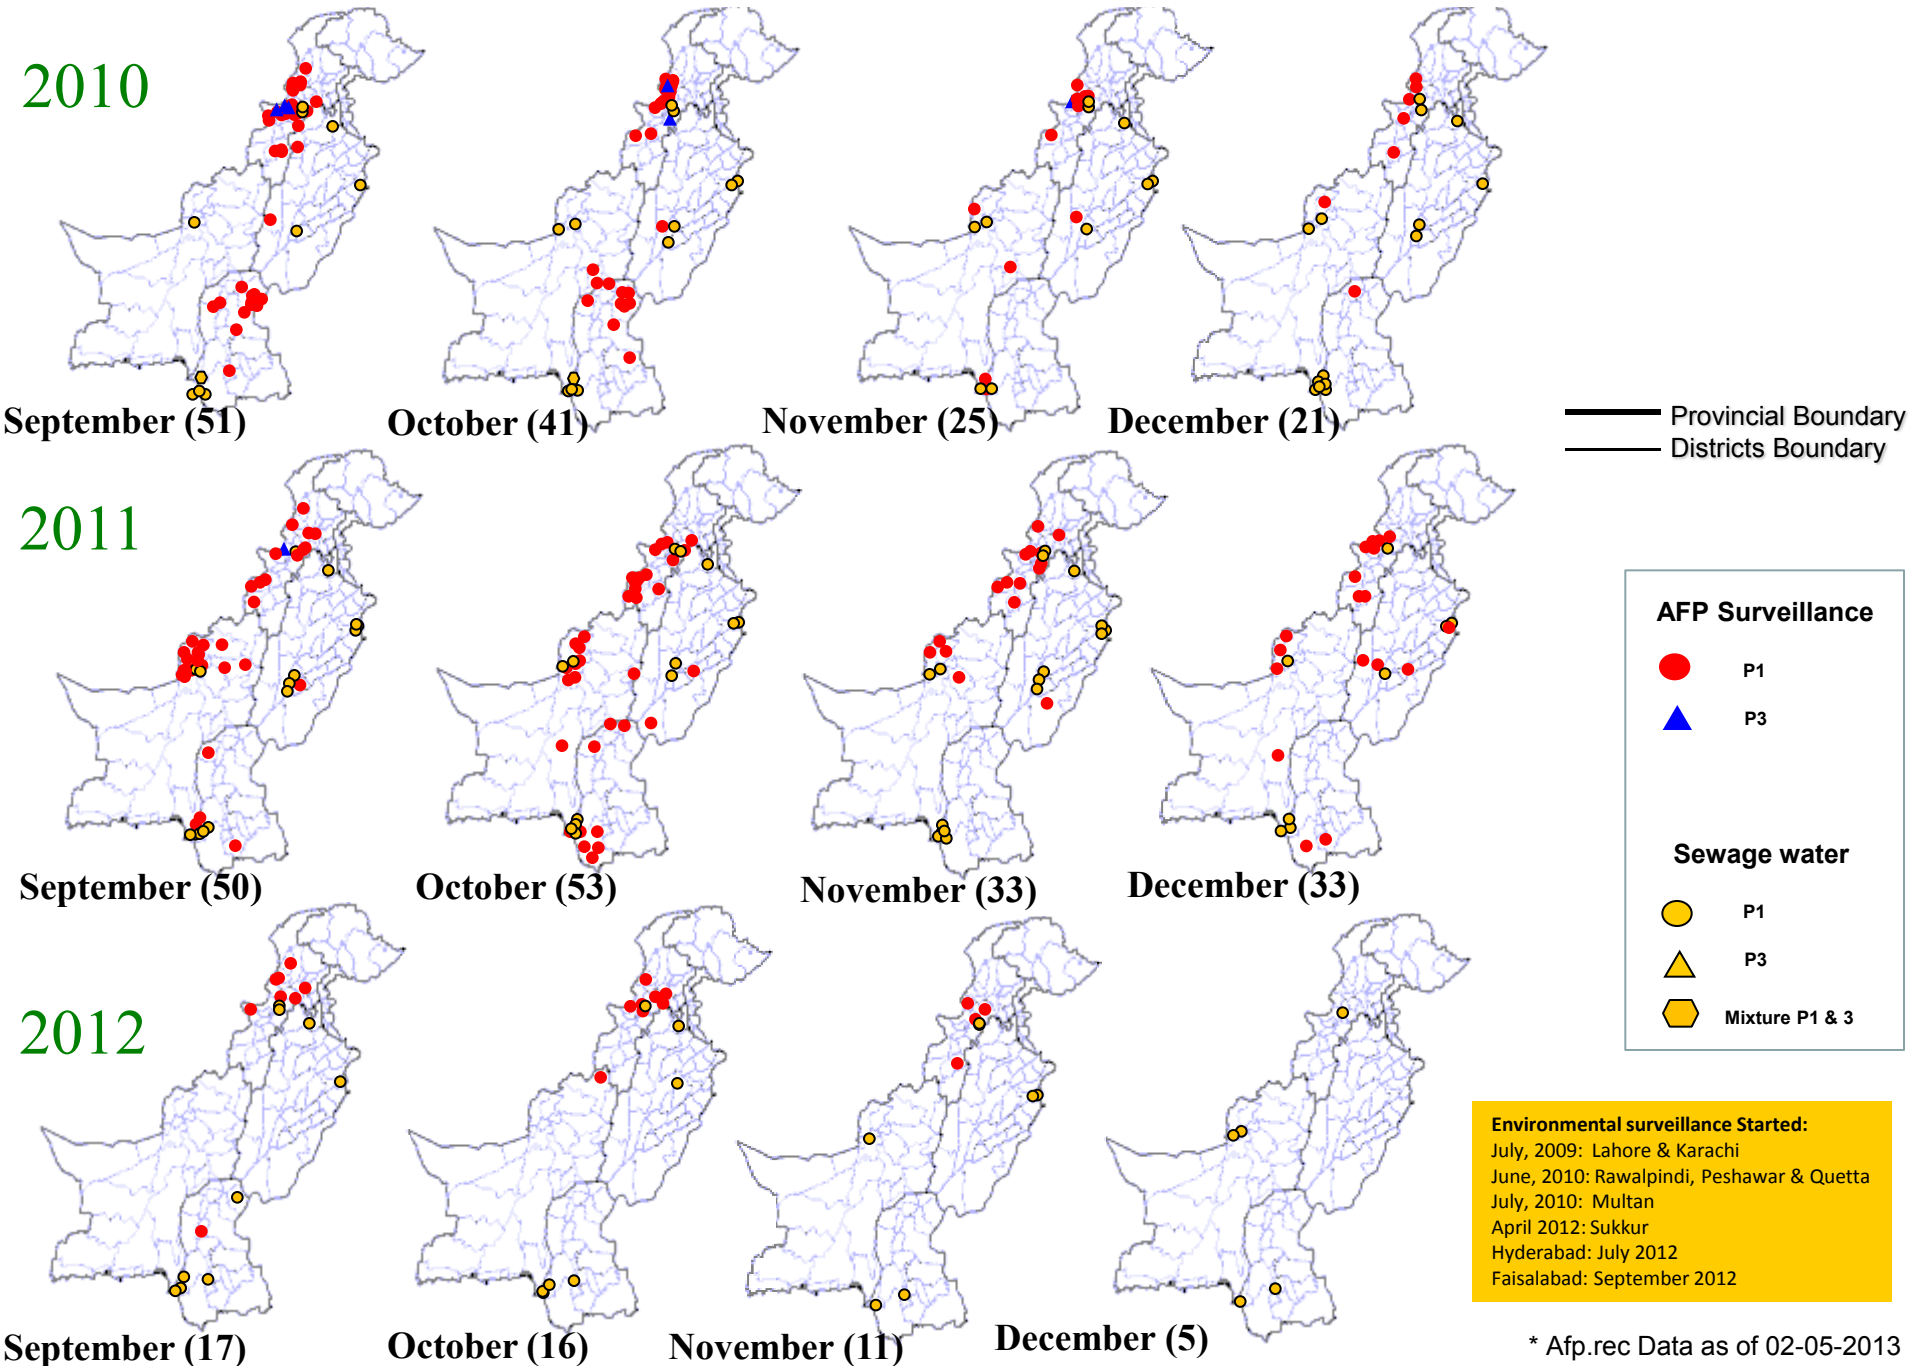 2010
September (51)
October (41)
November (25)
December (21)
Provincial Boundary
Districts Boundary
2011
September (50)
October (53)
November (33)
December (33)
AFP Surveillance
P1
P3
Sewage water
P1
P3
Mixture P1 & 3
2012
September (17)
October (16)
November (11)
December (5)
Environmental surveillance Started:
July, 2009: Lahore & Karachi
June, 2010: Rawalpindi, Peshawar & Quetta
July, 2010: Multan
April 2012: Sukkur
Hyderabad: July 2012
Faisalabad: September 2012
* Afp.rec Data as of 02-05-2013